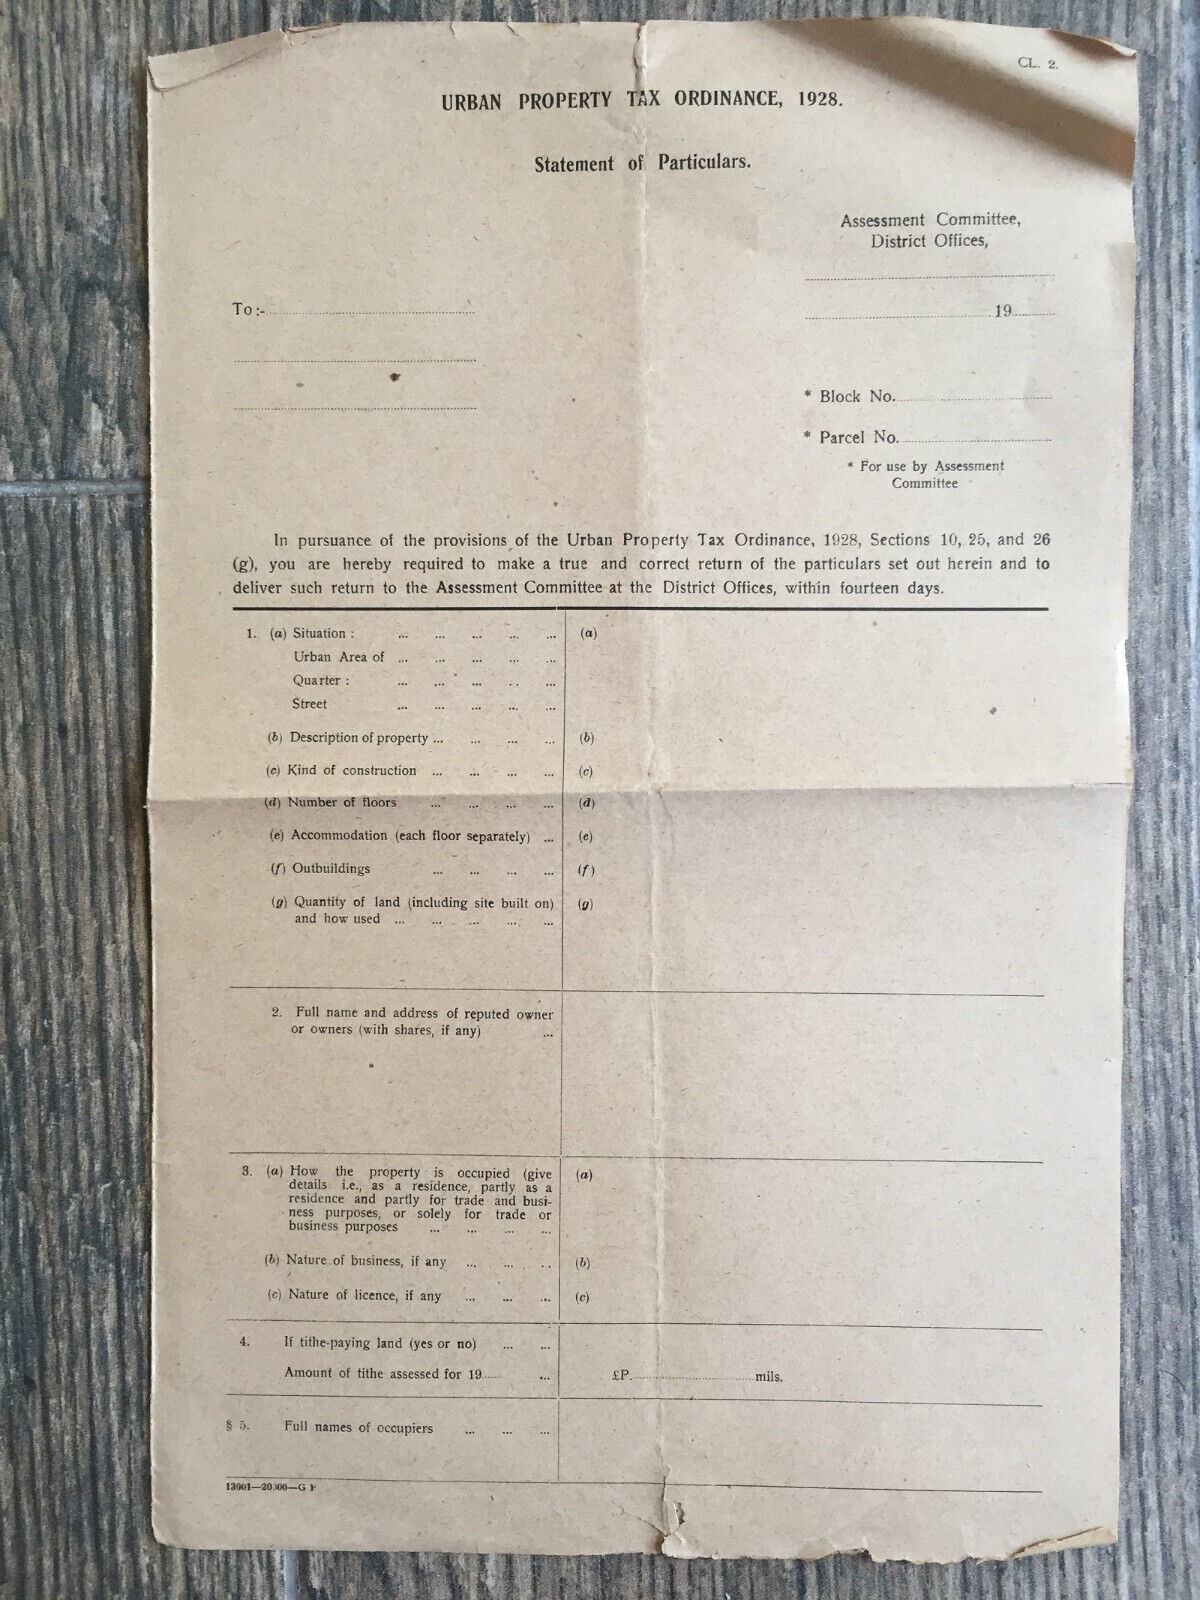 CL. 2.
URBAN PROPERTY TAX ORDINANCE, 1928.
Statement of Particulars.
Assessment Committee,
District Offices,
To :-
19
* Block No.
* Parcel No.
* For use by Assessment
Committee
In pursuance of the provisions of the Urban Property Tax Ordinance, 1928, Sections 10, 25, and 26
(g), you are hereby required to make a true and correct return of the particulars set out herein and to
deliver such return to the Assessment Committee at the District Offices, within fourteen days.
1. (a) Situation : ... ... ... ... ... (a)
Urban Area of ... ... ... ... ...
Quarter : ... ... ... ... ...
Street ... ... ... ... ...
(b) Description of property ... ... ... ... (b)
(c) Kind of construction ... ... ... ... (c)
(d) Number of floors ... ... ... ... (d)
(e) Accommodation (each floor separately) ... (e)
(f) Outbuildings ... ... ... ... (f)
(g) Quantity of land (including site built on) (g)
and how used ... ... ... ... ...
2. Full name and address of reputed owner
or owners (with shares, if any) ...
3. (a) How the property is occupied (give (a)
details i.e., as a residence, partly as a
residence and partly for trade and busi-
ness purposes, or solely for trade or
business purposes ... ... ... ...
(b) Nature of business, if any ... ... ... (b)
(c) Nature of licence, if any ... ... ... (c)
4. If tithe-paying land (yes or no) ... ...
Amount of tithe assessed for 19...... ... £P. mils.
§ 5. Full names of occupiers ... ... ...
13001—20000—G P